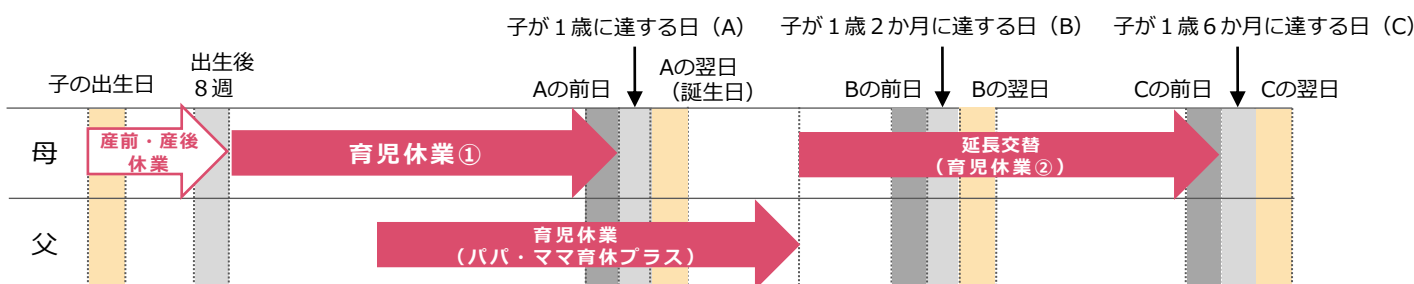 子が１歳に達する日（A）
子が１歳２か月に達する日（B）
子が１歳６か月に達する日（C）
子の出生日
出生後
８週
Aの前日
Aの翌日
（誕生日）
Bの前日
Bの翌日
Cの前日
Cの翌日
母
産前・産後
休業
育児休業①
延長交替
（育児休業②）
父
育児休業
（パパ・ママ育休プラス）